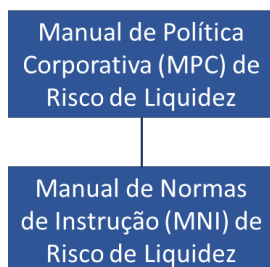 Manual de Política
Corporativa (MPC) de
Risco de Liquidez
Manual de Normas
de Instrução (MNI) de
Risco de Liquidez